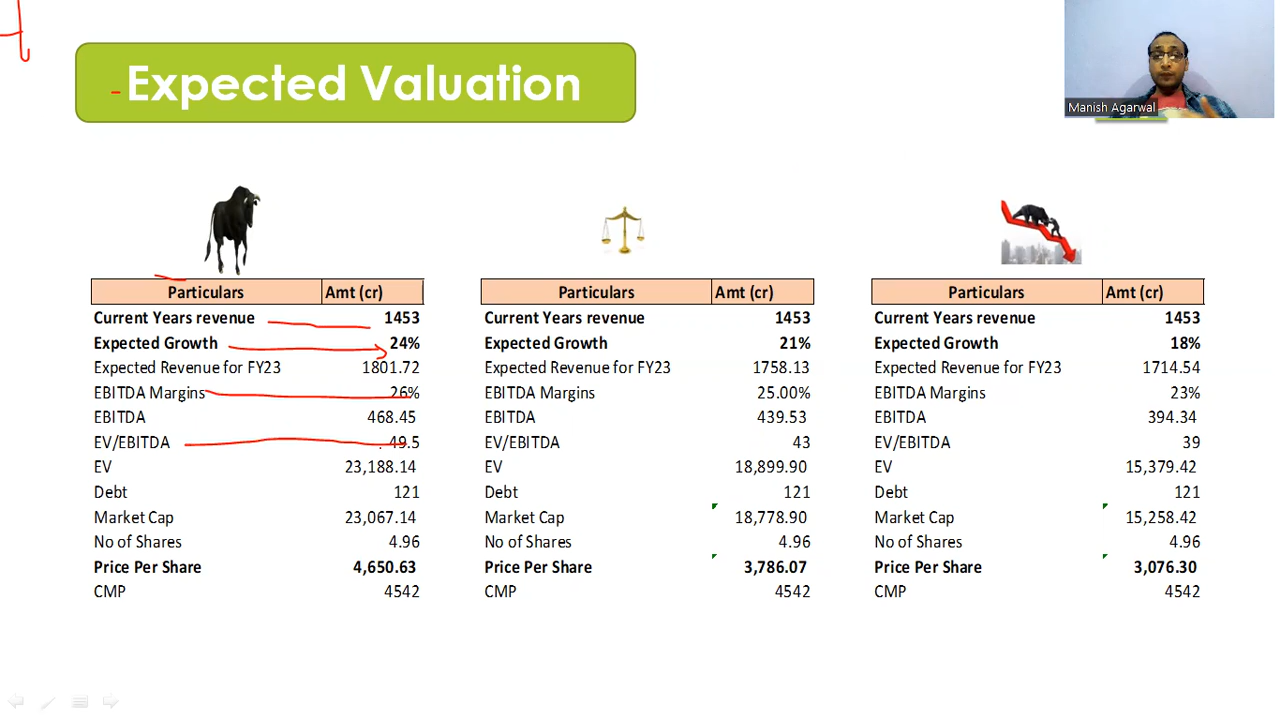 Expected Valuation
Manish Agarwal
Particulars Amt (cr)
Current Years revenue 1453
Expected Growth 24%
Expected Revenue for FY23 1801.72
EBITDA Margins 26%
EBITDA 468.45
EV/EBITDA 49.5
EV 23,188.14
Debt 121
Market Cap 23,067.14
No of Shares 4.96
Price Per Share 4,650.63
CMP 4542
Particulars Amt (cr)
Current Years revenue 1453
Expected Growth 21%
Expected Revenue for FY23 1758.13
EBITDA Margins 25.00%
EBITDA 439.53
EV/EBITDA 43
EV 18,899.90
Debt 121
Market Cap 18,778.90
No of Shares 4.96
Price Per Share 3,786.07
CMP 4542
Particulars Amt (cr)
Current Years revenue 1453
Expected Growth 18%
Expected Revenue for FY23 1714.54
EBITDA Margins 23%
EBITDA 394.34
EV/EBITDA 39
EV 15,379.42
Debt 121
Market Cap 15,258.42
No of Shares 4.96
Price Per Share 3,076.30
CMP 4542